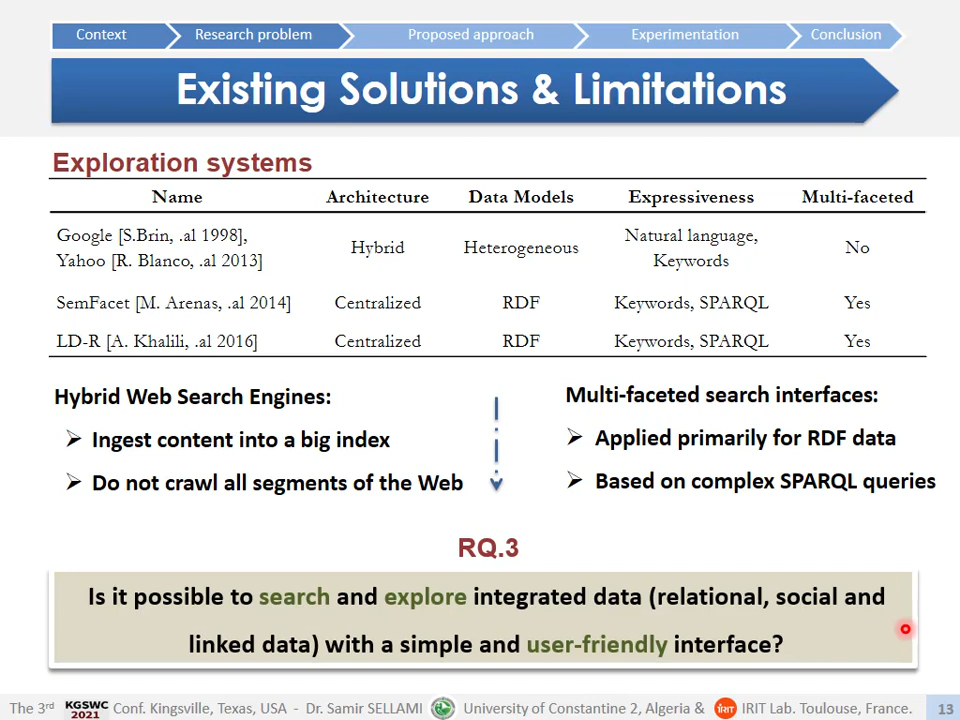 Context
Research problem
Proposed approach
Experimentation
Conclusion
Existing Solutions & Limitations
Exploration systems
Name Architecture Data Models Expressiveness Multi-faceted
Google [S.Brin, .al 1998],
Yahoo [R. Blanco, .al 2013]
Hybrid
Heterogeneous
Natural language,
Keywords
No
SemFacet [M. Arenas, .al 2014] Centralized RDF Keywords, SPARQL Yes
LD-R [A. Khalili, .al 2016] Centralized RDF Keywords, SPARQL Yes
Hybrid Web Search Engines:
Ingest content into a big index
Do not crawl all segments of the Web
Multi-faceted search interfaces:
Applied primarily for RDF data
Based on complex SPARQL queries
RQ.3
Is it possible to search and explore integrated data (relational, social and
linked data) with a simple and user-friendly interface?
The 3rd KGSWC 2021 Conf. Kingsville, Texas, USA - Dr. Samir SELLAMI University of Constantine 2, Algeria & IRIT IRIT Lab. Toulouse, France. 13